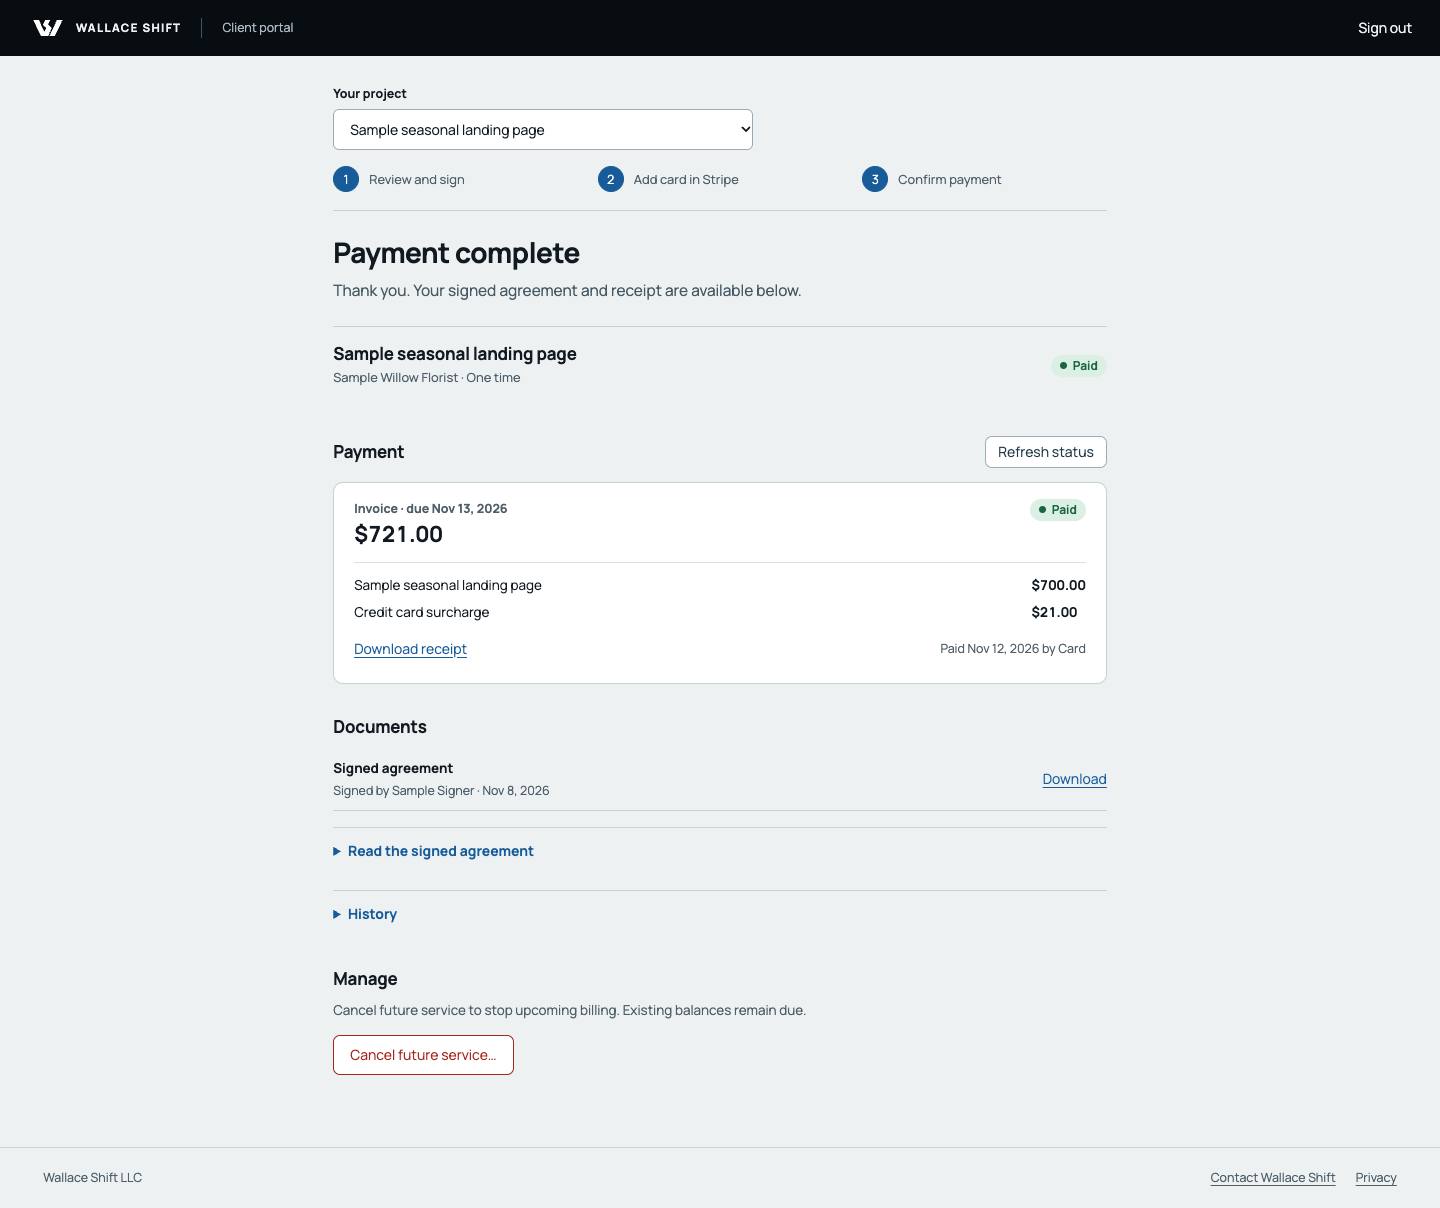 WALLACE SHIFT Client portal Sign out
Your project
Sample seasonal landing page
1 Review and sign 2 Add card in Stripe 3 Confirm payment
Payment complete
Thank you. Your signed agreement and receipt are available below.
Sample seasonal landing page
Sample Willow Florist · One time
Paid
Payment Refresh status
Invoice · due Nov 13, 2026 Paid
$721.00
Sample seasonal landing page $700.00
Credit card surcharge $21.00
Download receipt Paid Nov 12, 2026 by Card
Documents
Signed agreement
Signed by Sample Signer · Nov 8, 2026
Download
Read the signed agreement
History
Manage
Cancel future service to stop upcoming billing. Existing balances remain due.
Cancel future service…
Wallace Shift LLC Contact Wallace Shift Privacy